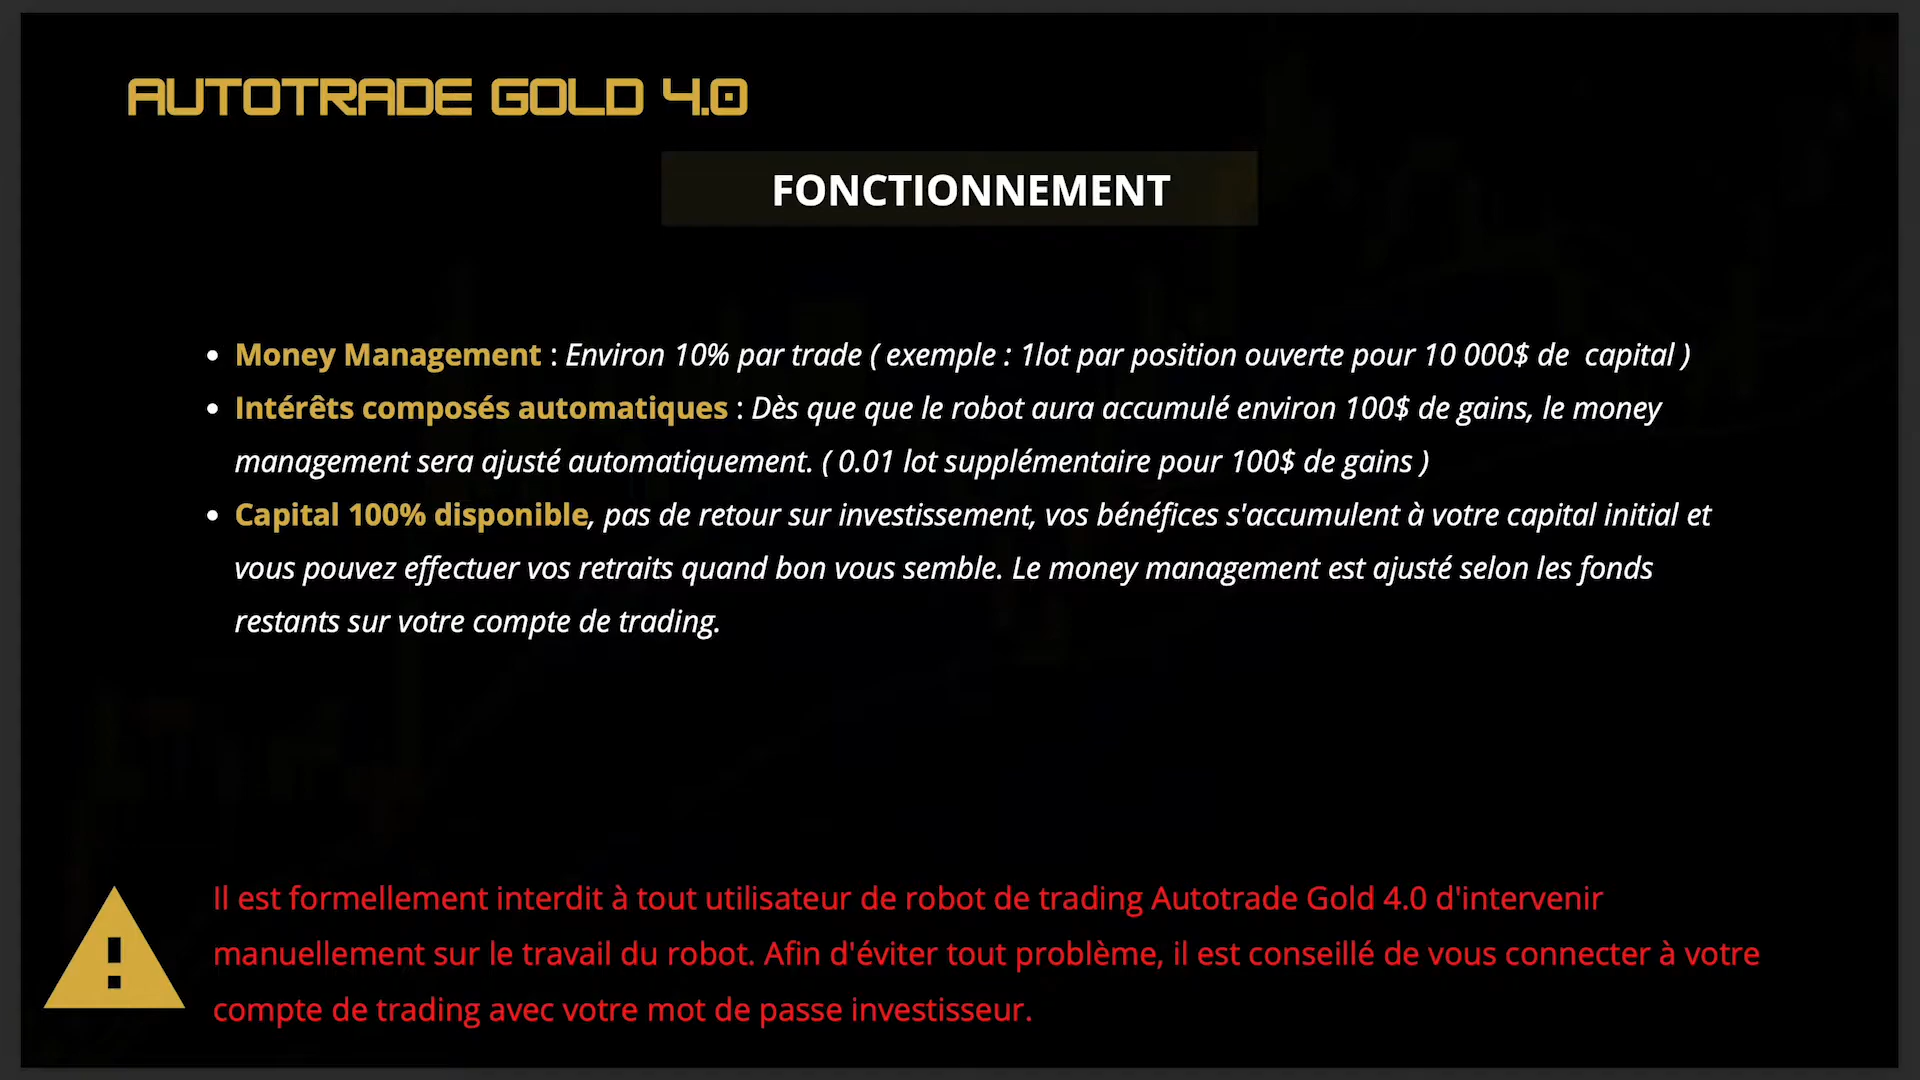 AUTOTRADE GOLD 4.0
FONCTIONNEMENT
• Money Management : Environ 10% par trade ( exemple : 1lot par position ouverte pour 10 000$ de capital )
• Intérêts composés automatiques : Dès que que le robot aura accumulé environ 100$ de gains, le money
management sera ajusté automatiquement. ( 0.01 lot supplémentaire pour 100$ de gains )
• Capital 100% disponible, pas de retour sur investissement, vos bénéfices s'accumulent à votre capital initial et
vous pouvez effectuer vos retraits quand bon vous semble. Le money management est ajusté selon les fonds
restants sur votre compte de trading.
Il est formellement interdit à tout utilisateur de robot de trading Autotrade Gold 4.0 d'intervenir
manuellement sur le travail du robot. Afin d'éviter tout problème, il est conseillé de vous connecter à votre
compte de trading avec votre mot de passe investisseur.